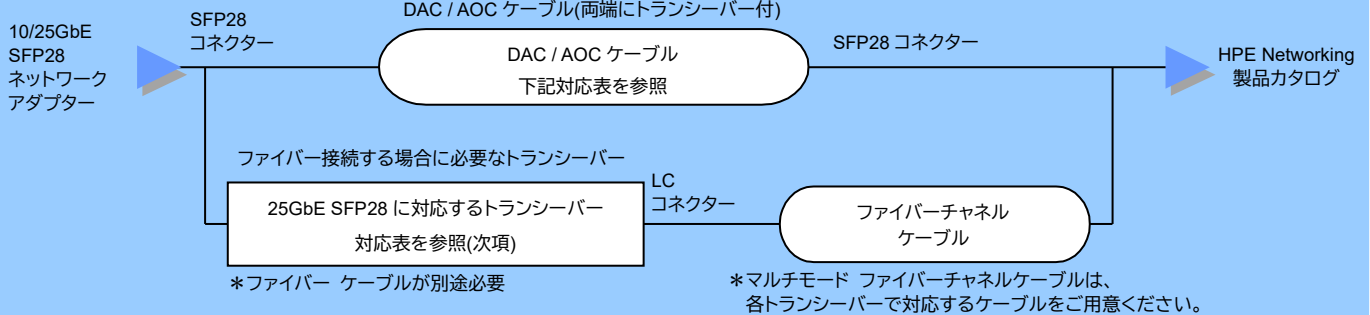 DAC / AOC ケーブル(両端にトランシーバー付)
10/25GbE
SFP28
ネットワーク
アダプター
SFP28
コネクター
DAC / AOC ケーブル
下記対応表を参照
SFP28 コネクター
HPE Networking
製品カタログ
ファイバー接続する場合に必要なトランシーバー
25GbE SFP28 に対応するトランシーバー
対応表を参照(次項)
LC
コネクター
ファイバーチャネル
ケーブル
＊ファイバー ケーブルが別途必要
＊マルチモード ファイバーチャネルケーブルは、
各トランシーバーで対応するケーブルをご用意ください。